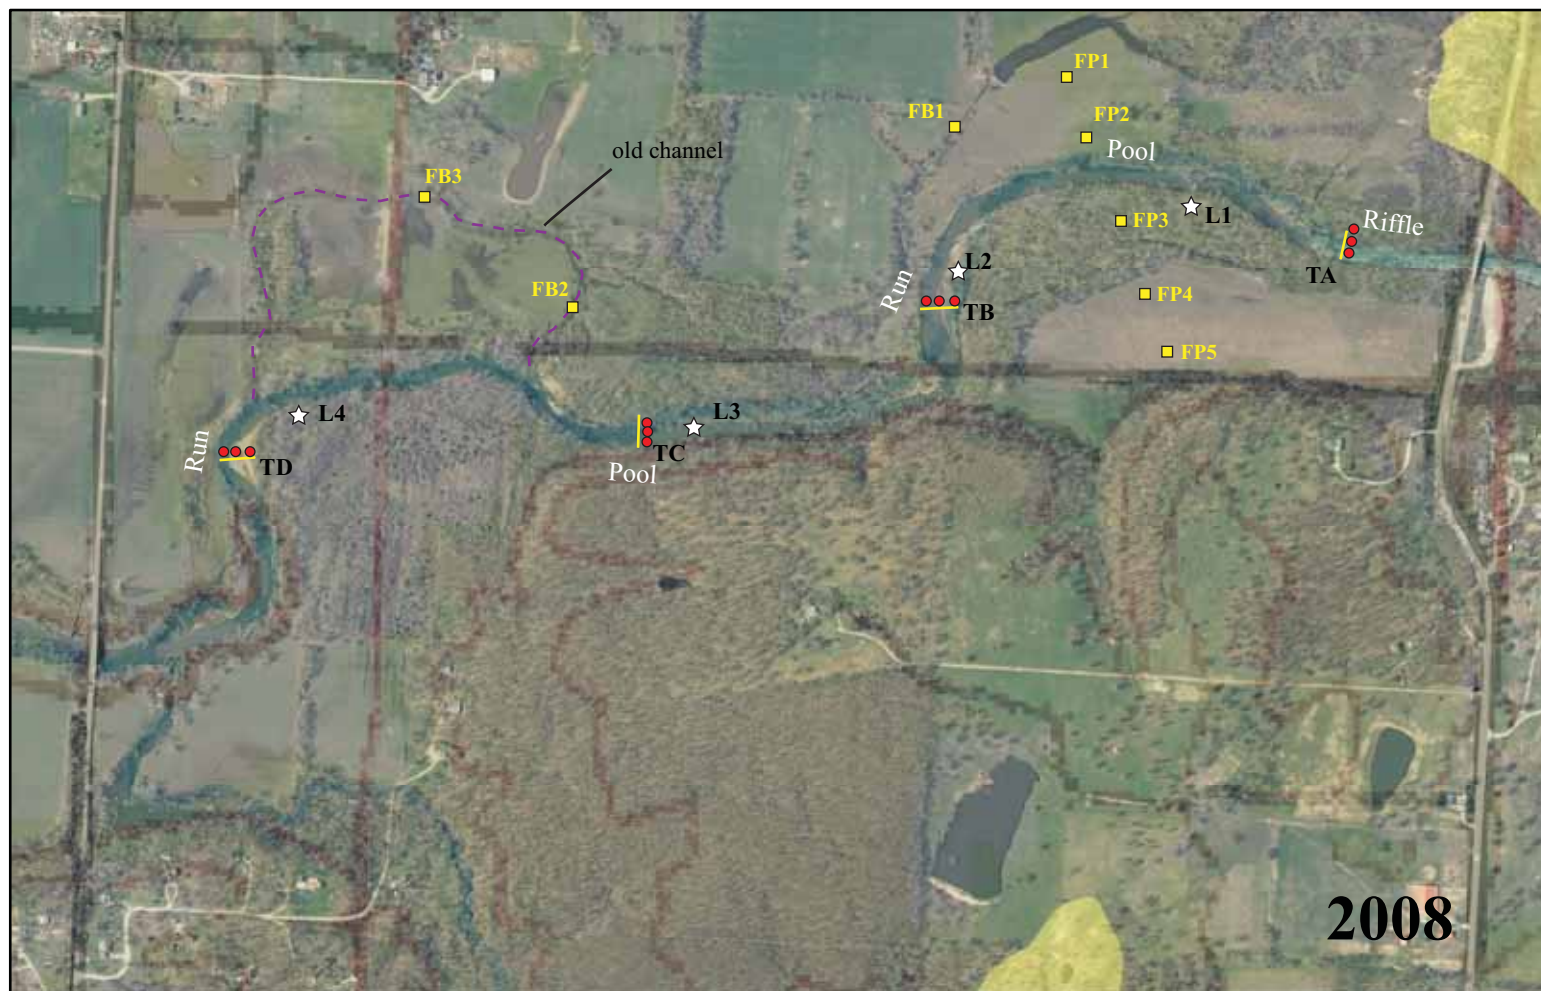 FP1
FB1
FP2
Pool
old channel
FB3
L1
FP3
Riffle
L2
TA
FB2
Run
FP4
TB
FP5
L4
L3
Run
TC
TD
Pool
2008